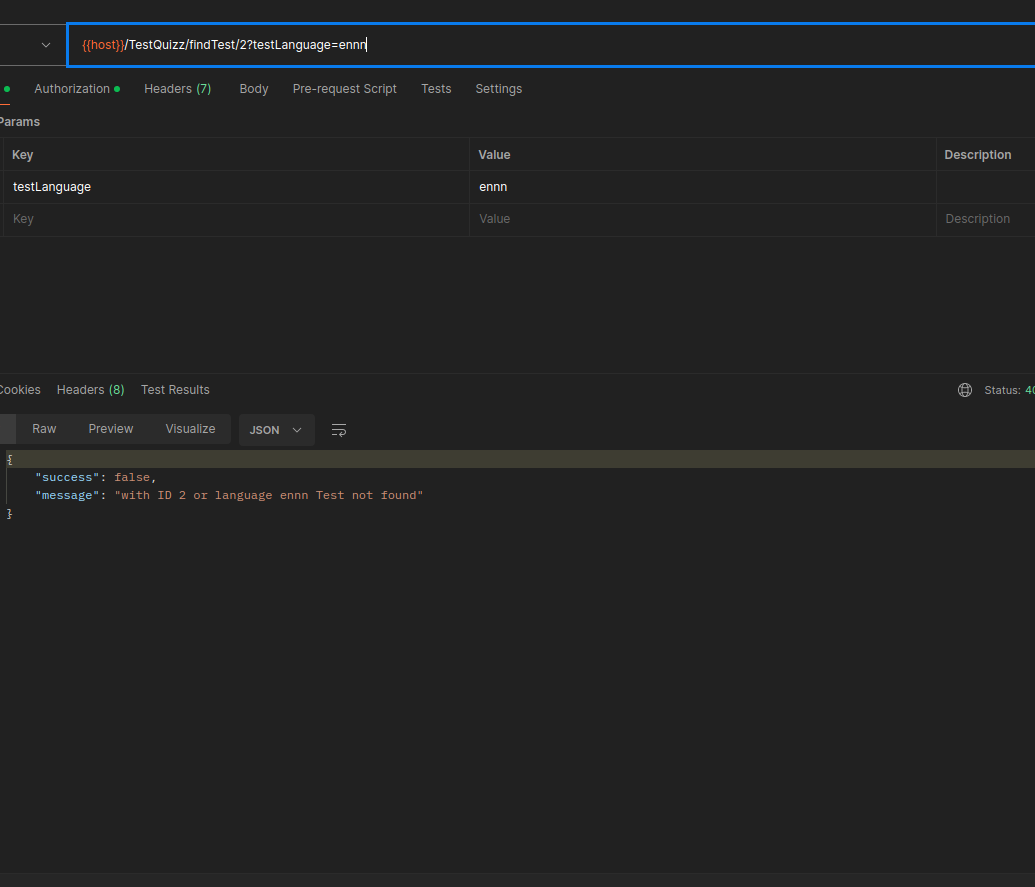 {{host}}/TestQuizz/findTest/2?testLanguage=ennn
Authorization Headers (7) Body Pre-request Script Tests Settings
Params
Key Value Description
testLanguage ennn
Key Value Description
Cookies Headers (8) Test Results Status: 40
Raw Preview Visualize JSON
{
"success": false,
"message": "with ID 2 or language ennn Test not found"
}